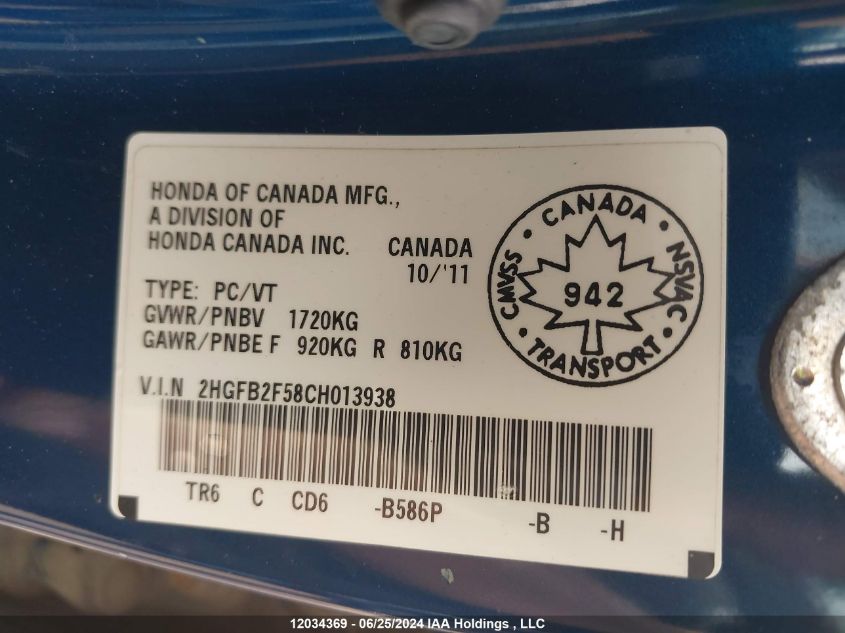 HONDA OF CANADA MFG.,
A DIVISION OF
HONDA CANADA INC. CANADA
10/'11
TYPE: PC/VT
GVWR/PNBV 1720KG
GAWR/PNBE F 920KG R 810KG
CMVSS • CANADA • NSVAC • TRANSPORT •
942
V.I.N 2HGFB2F58CH013938
TR6 C CD6 -B586P -B -H
12034369 - 06/25/2024 IAA Holdings , LLC